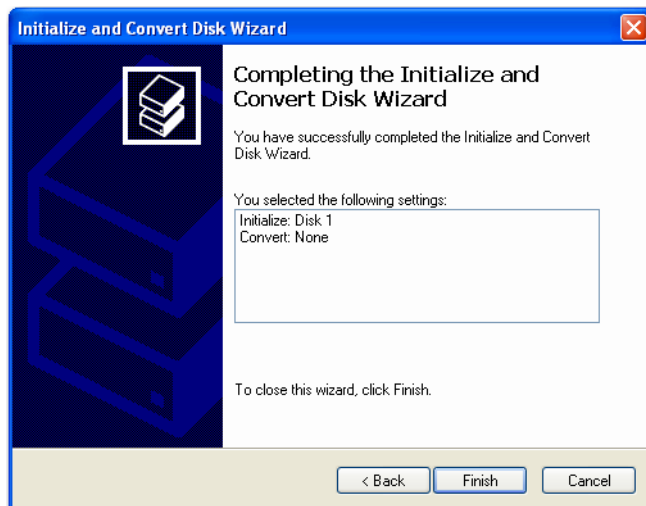 Initialize and Convert Disk Wizard
Completing the Initialize and
Convert Disk Wizard
You have successfully completed the Initialize and Convert
Disk Wizard.
You selected the following settings:
Initialize: Disk 1
Convert: None
To close this wizard, click Finish.
< Back
Finish
Cancel